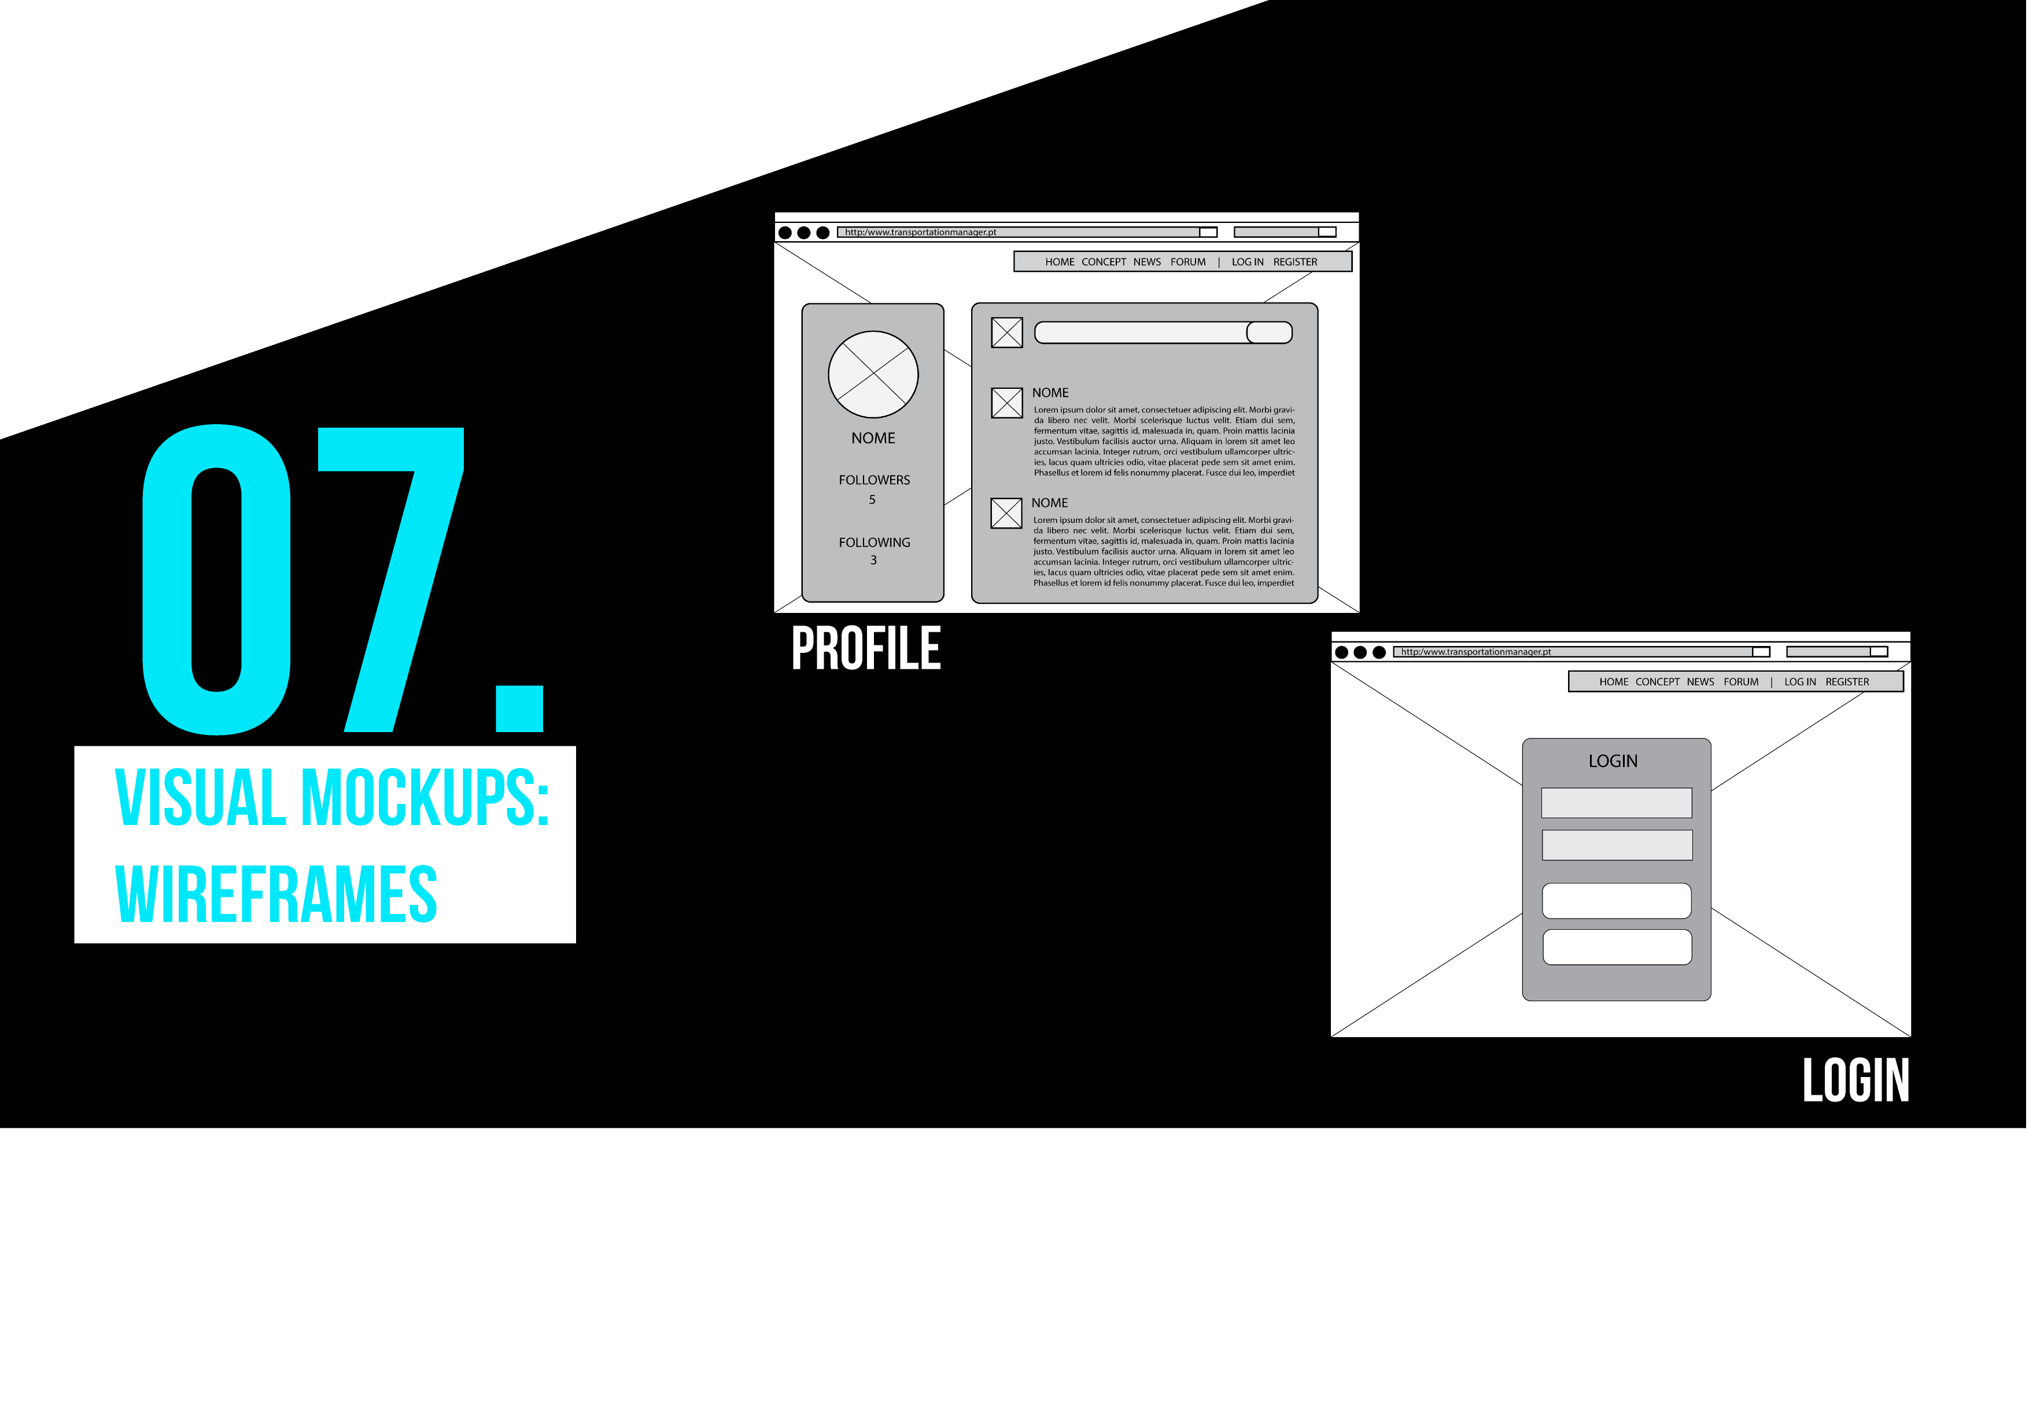 07.
VISUAL MOCKUPS:
WIREFRAMES
http:/www.transportationmanager.pt
HOME CONCEPT NEWS FORUM | LOG IN REGISTER
NOME
FOLLOWERS
5
FOLLOWING
3
NOME
Lorem ipsum dolor sit amet, consectetuer adipiscing elit. Morbi gravi-
da libero nec velit. Morbi scelerisque luctus velit. Etiam dui sem,
fermentum vitae, sagittis id, malesuada in, quam. Proin mattis lacinia
justo. Vestibulum facilisis auctor urna. Aliquam in lorem sit amet leo
accumsan lacinia. Integer rutrum, orci vestibulum ullamcorper ultric-
ies, lacus quam ultricies odio, vitae placerat pede sem sit amet enim.
Phasellus et lorem id felis nonummy placerat. Fusce dui leo, imperdiet
NOME
Lorem ipsum dolor sit amet, consectetuer adipiscing elit. Morbi gravi-
da libero nec velit. Morbi scelerisque luctus velit. Etiam dui sem,
fermentum vitae, sagittis id, malesuada in, quam. Proin mattis lacinia
justo. Vestibulum facilisis auctor urna. Aliquam in lorem sit amet leo
accumsan lacinia. Integer rutrum, orci vestibulum ullamcorper ultric-
ies, lacus quam ultricies odio, vitae placerat pede sem sit amet enim.
Phasellus et lorem id felis nonummy placerat. Fusce dui leo, imperdiet
PROFILE
http:/www.transportationmanager.pt
HOME CONCEPT NEWS FORUM | LOG IN REGISTER
LOGIN
LOGIN